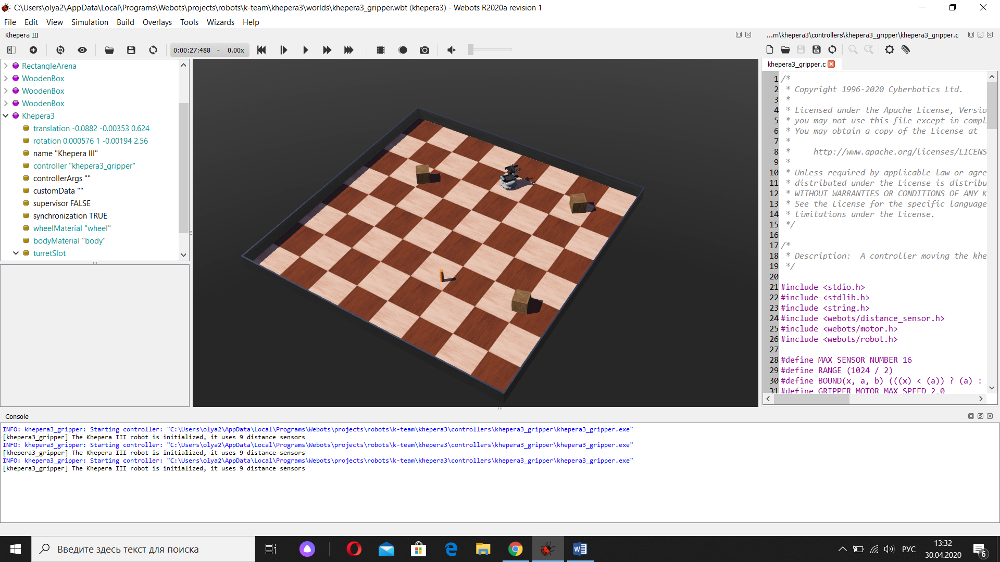 C:\Users\olya2\AppData\Local\Programs\Webots\projects\robots\k-team\khepera3\worlds\khepera3_gripper.wbt (khepera3) - Webots R2020a revision 1
File Edit View Simulation Build Overlays Tools Wizards Help
Khepera III
0:00:27:488 - 0.00x
RectangleArena
WoodenBox
WoodenBox
WoodenBox
Khepera3
translation -0.0882 -0.00353 0.624
rotation 0.000576 1 -0.00194 2.56
name "Khepera III"
controller "khepera3_gripper"
controllerArgs ""
customData ""
supervisor FALSE
synchronization TRUE
wheelMaterial "wheel"
bodyMaterial "body"
turretSlot
...m\khepera3\controllers\khepera3_gripper\khepera3_gripper.c
khepera3_gripper.c
1 /*
2 * Copyright 1996-2020 Cyberbotics Ltd.
3 *
4 * Licensed under the Apache License, Versio
5 * you may not use this file except in compl
6 * You may obtain a copy of the License at
7 *
8 * http://www.apache.org/licenses/LICENS
9 *
10 * Unless required by applicable law or agre
11 * distributed under the License is distribu
12 * WITHOUT WARRANTIES OR CONDITIONS OF ANY K
13 * See the License for the specific language
14 * limitations under the License.
15 */
16
17 /*
18 * Description: A controller moving the khe
19 */
20
21 #include <stdio.h>
22 #include <stdlib.h>
23 #include <string.h>
24 #include <webots/distance_sensor.h>
25 #include <webots/motor.h>
26 #include <webots/robot.h>
27
28 #define MAX_SENSOR_NUMBER 16
29 #define RANGE (1024 / 2)
30 #define BOUND(x, a, b) (((x) < (a)) ? (a) :
31 #define GRIPPER_MOTOR_MAX_SPEED 2.0
Console
INFO: khepera3_gripper: Starting controller: "C:\Users\olya2\AppData\Local\Programs\Webots\projects\robots\k-team\khepera3\controllers\khepera3_gripper\khepera3_gripper.exe"
[khepera3_gripper] The Khepera III robot is initialized, it uses 9 distance sensors
INFO: khepera3_gripper: Starting controller: "C:\Users\olya2\AppData\Local\Programs\Webots\projects\robots\k-team\khepera3\controllers\khepera3_gripper\khepera3_gripper.exe"
[khepera3_gripper] The Khepera III robot is initialized, it uses 9 distance sensors
INFO: khepera3_gripper: Starting controller: "C:\Users\olya2\AppData\Local\Programs\Webots\projects\robots\k-team\khepera3\controllers\khepera3_gripper\khepera3_gripper.exe"
[khepera3_gripper] The Khepera III robot is initialized, it uses 9 distance sensors
Введите здесь текст для поиска
РУС
13:32
30.04.2020
6